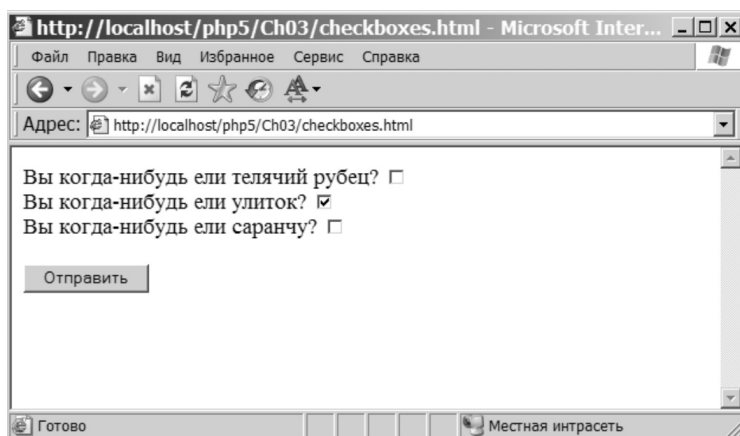 http://localhost/php5/Ch03/checkboxes.html - Microsoft Inter...
Файл Правка Вид Избранное Сервис Справка
Адрес: http://localhost/php5/Ch03/checkboxes.html
Вы когда-нибудь ели телячий рубец?
Вы когда-нибудь ели улиток?
Вы когда-нибудь ели саранчу?
Отправить
Готово Местная интрасеть